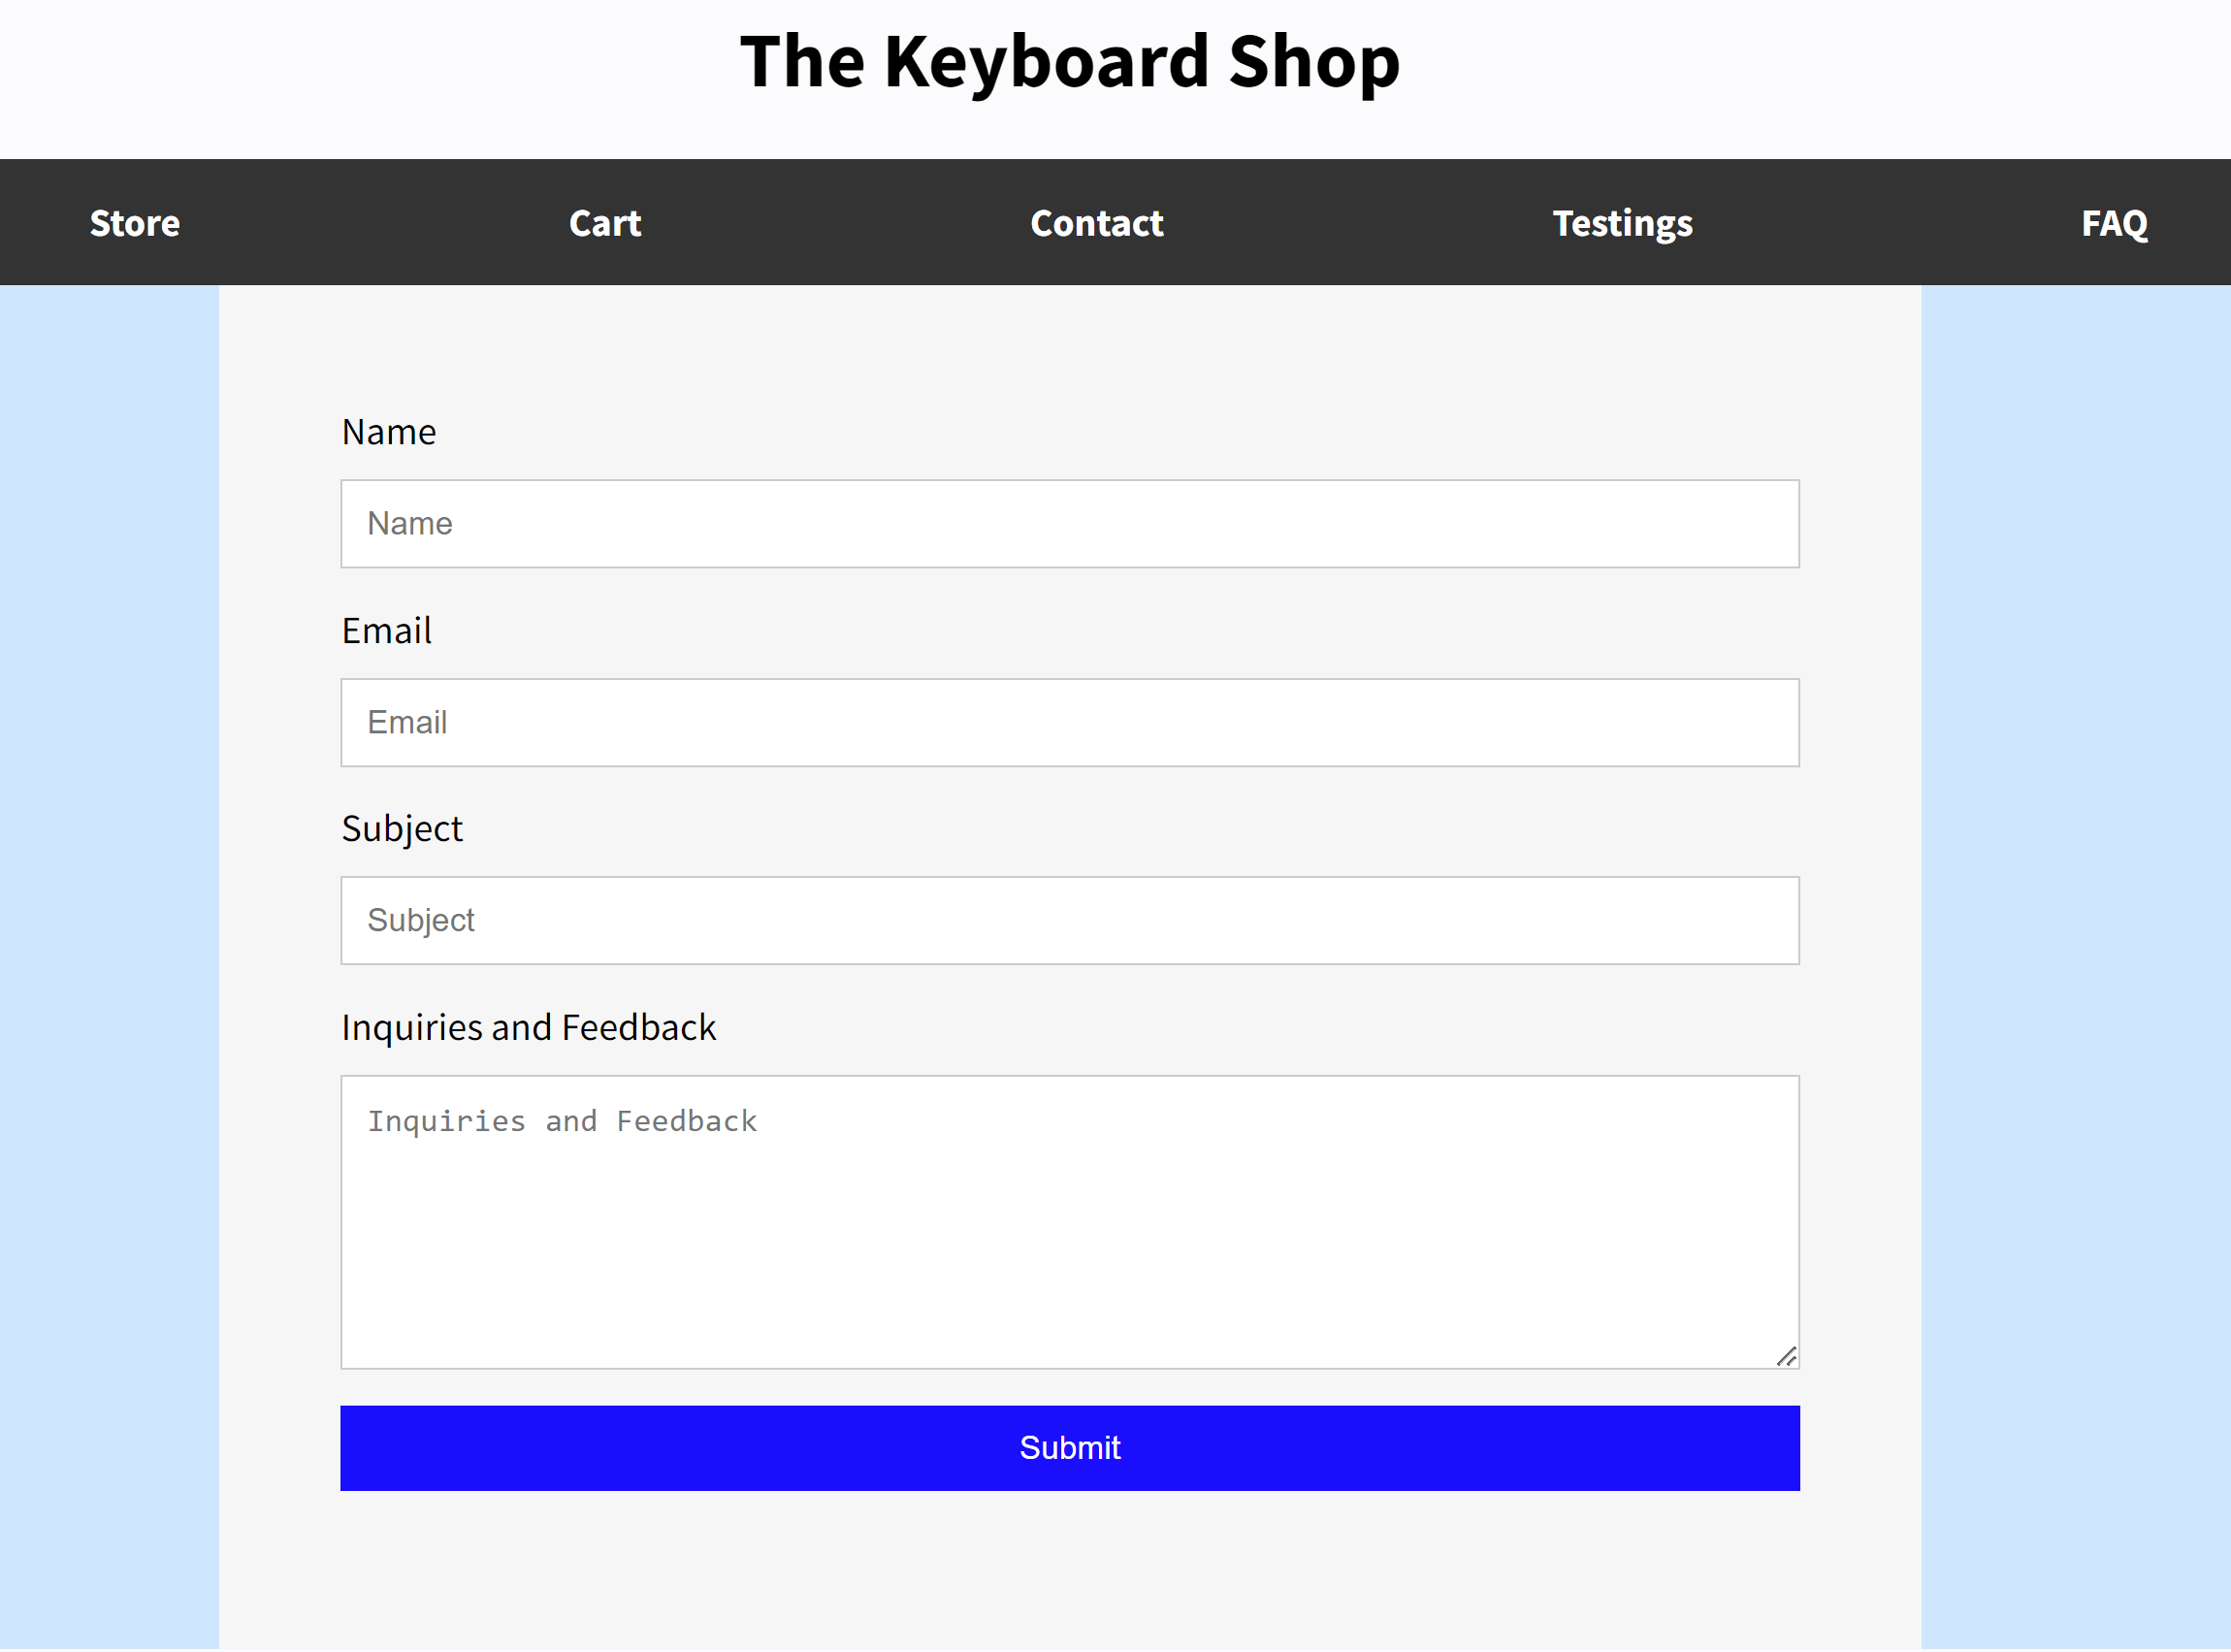 The Keyboard Shop
Store Cart Contact Testings FAQ
Name
Name
Email
Email
Subject
Subject
Inquiries and Feedback
Inquiries and Feedback
Submit